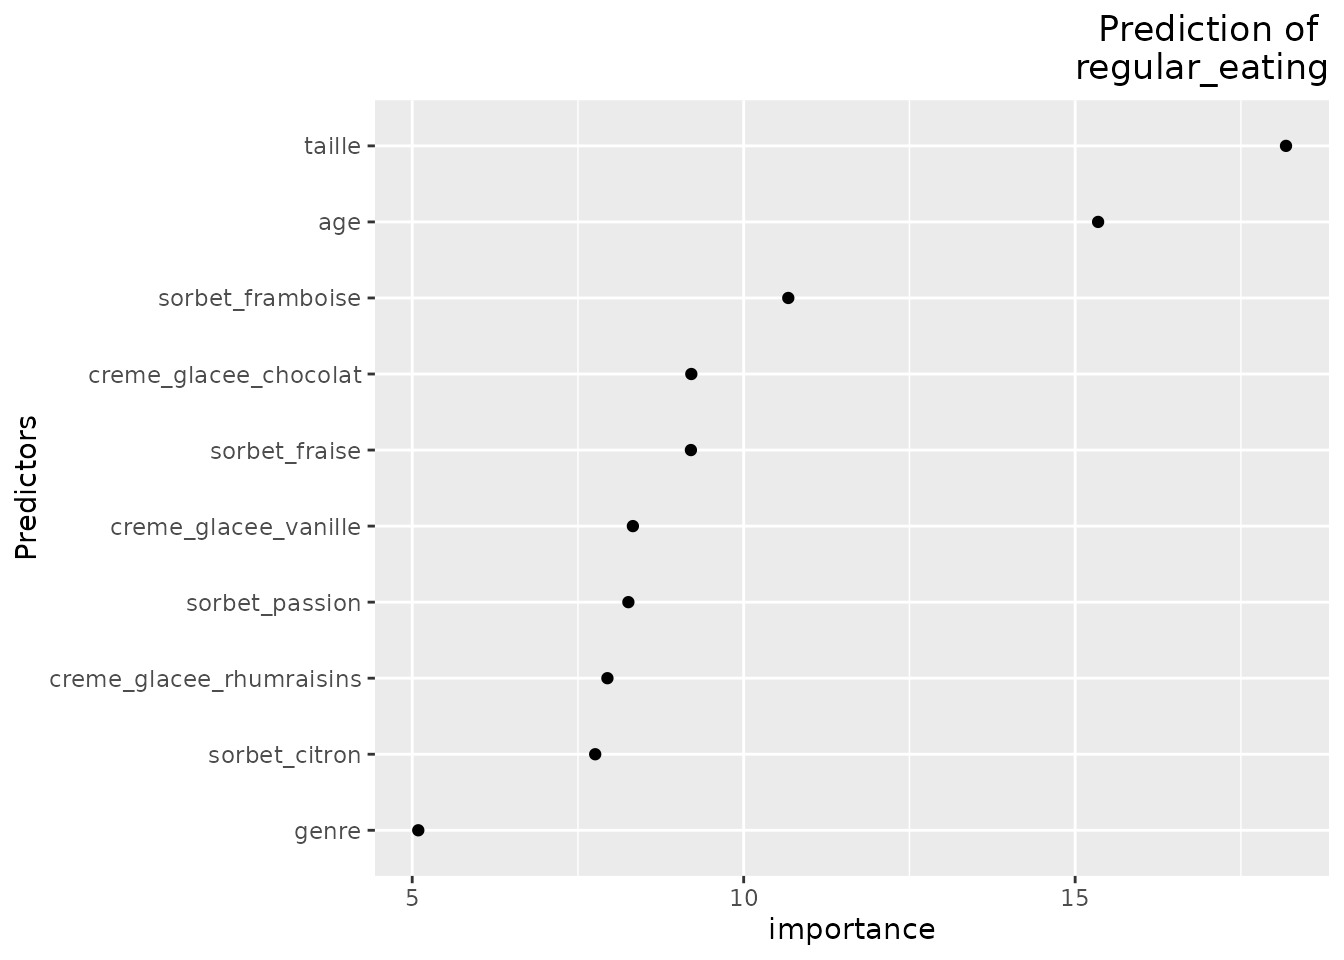 Prediction of
regular_eating
Predictors
taille
age
sorbet_framboise
creme_glacee_chocolat
sorbet_fraise
creme_glacee_vanille
sorbet_passion
creme_glacee_rhumraisins
sorbet_citron
genre
5 10 15
importance